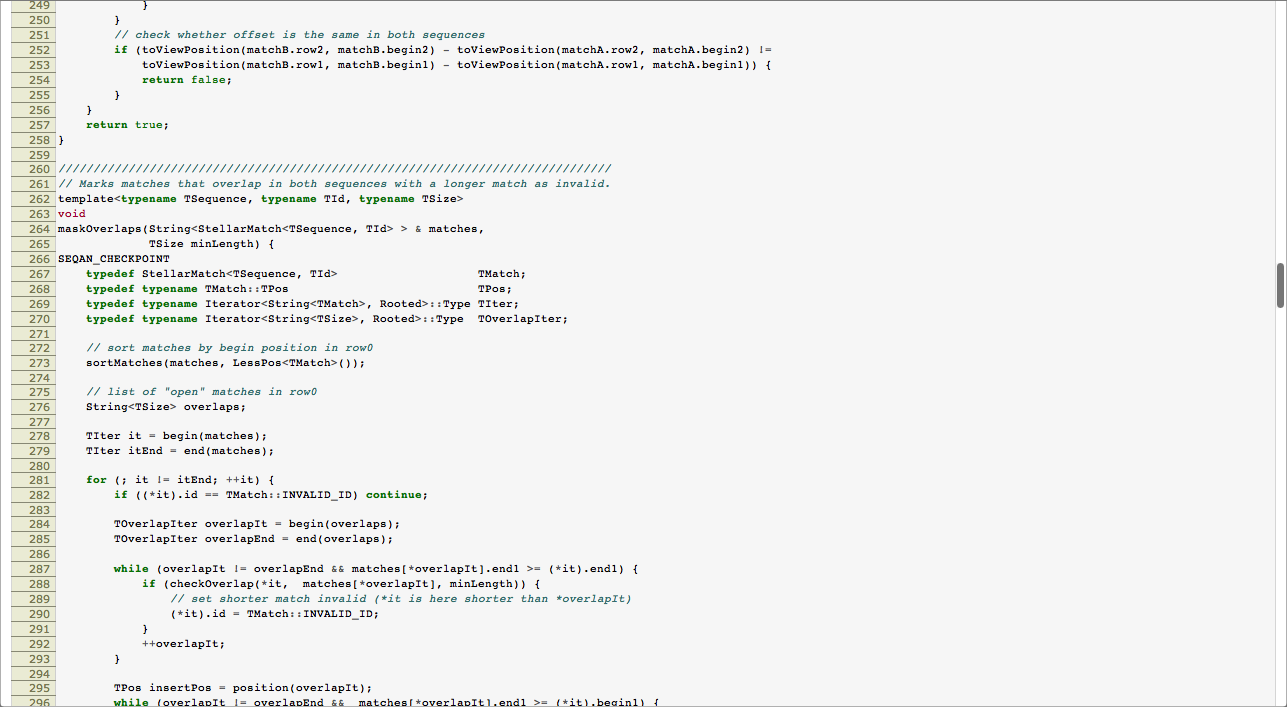 249             }
250         }
251         // check whether offset is the same in both sequences
252         if (toViewPosition(matchB.row2, matchB.begin2) - toViewPosition(matchA.row2, matchA.begin2) !=
253             toViewPosition(matchB.row1, matchB.begin1) - toViewPosition(matchA.row1, matchA.begin1)) {
254             return false;
255         }
256     }
257     return true;
258 }
259
260 ///////////////////////////////////////////////////////////////////////////////
261 // Marks matches that overlap in both sequences with a longer match as invalid.
262 template<typename TSequence, typename TId, typename TSize>
263 void
264 maskOverlaps(String<StellarMatch<TSequence, TId> > & matches,
265              TSize minLength) {
266 SEQAN_CHECKPOINT
267     typedef StellarMatch<TSequence, TId>                    TMatch;
268     typedef typename TMatch::TPos                           TPos;
269     typedef typename Iterator<String<TMatch>, Rooted>::Type TIter;
270     typedef typename Iterator<String<TSize>, Rooted>::Type  TOverlapIter;
271
272     // sort matches by begin position in row0
273     sortMatches(matches, LessPos<TMatch>());
274
275     // list of "open" matches in row0
276     String<TSize> overlaps;
277
278     TIter it = begin(matches);
279     TIter itEnd = end(matches);
280
281     for (; it != itEnd; ++it) {
282         if ((*it).id == TMatch::INVALID_ID) continue;
283
284         TOverlapIter overlapIt = begin(overlaps);
285         TOverlapIter overlapEnd = end(overlaps);
286
287         while (overlapIt != overlapEnd && matches[*overlapIt].end1 >= (*it).end1) {
288             if (checkOverlap(*it,  matches[*overlapIt], minLength)) {
289                 // set shorter match invalid (*it is here shorter than *overlapIt)
290                 (*it).id = TMatch::INVALID_ID;
291             }
292             ++overlapIt;
293         }
294
295         TPos insertPos = position(overlapIt);
296         while (overlapIt != overlapEnd &&  matches[*overlapIt].end1 >= (*it).begin1) {